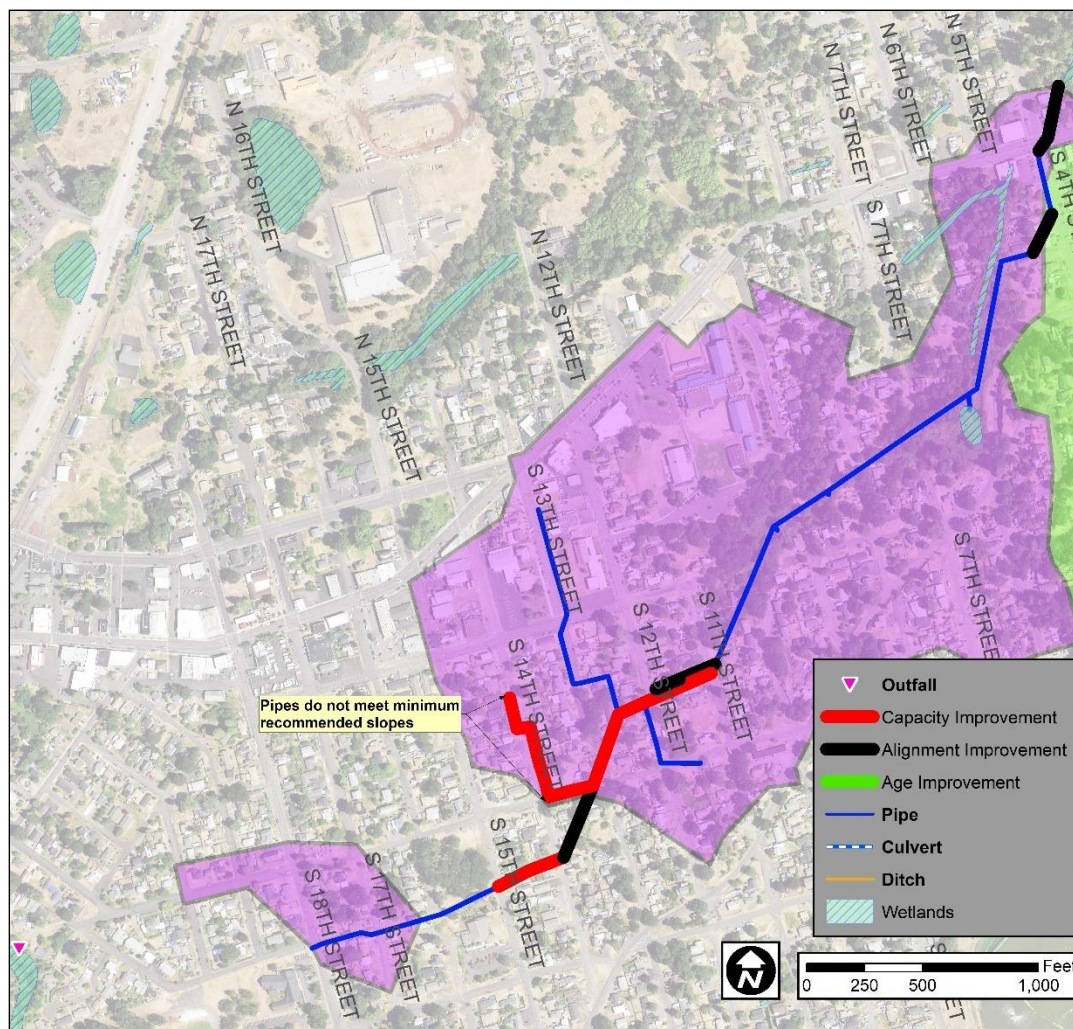 N 5TH STREET
N 6TH STREET
N 7TH STREET
N 16TH STREET
S 4TH S
S 7TH STREET
N 17TH STREET
N 12TH STREET
N 15TH STREET
S 13TH STREET
S 7TH STREET
S 11TH STREET
S 12TH STREET
S 14TH STREET
Pipes do not meet minimum
recommended slopes
S 15TH STREET
S 17TH STREET
S 18TH STREET
Outfall
Capacity Improvement
Alignment Improvement
Age Improvement
Pipe
Culvert
Ditch
Wetlands
N
Feet
0 250 500 1,000